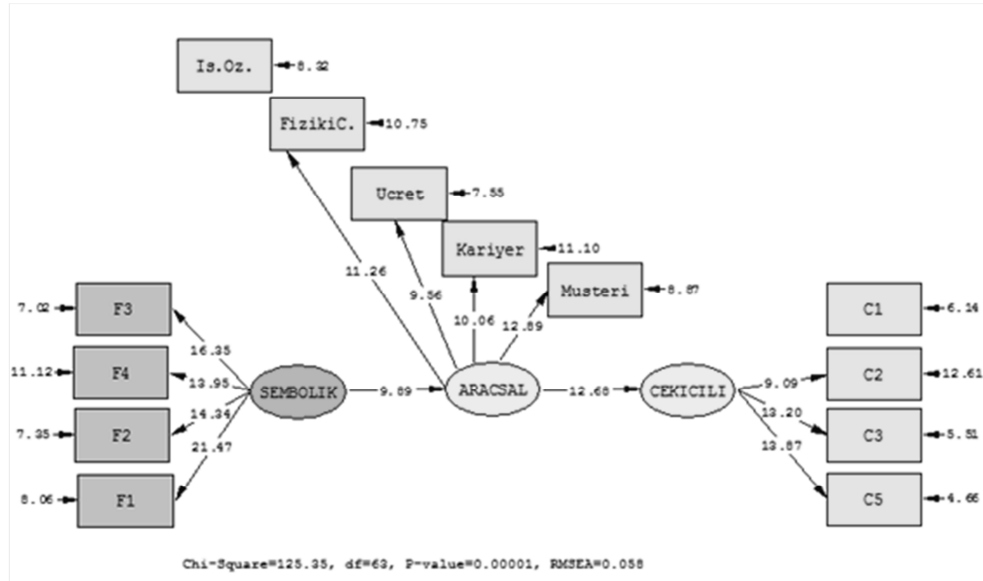 Is.Oz.
8.32
FizikiC.
10.75
Ucret
7.55
Kariyer
11.10
Musteri
8.87
11.26
9.56
10.06
12.89
7.02
F3
11.12
F4
7.35
F2
8.06
F1
16.35
13.95
14.34
21.47
SEMBOLIK
9.89
ARACSAL
12.68
CEKICILI
9.09
13.20
13.87
C1
6.14
C2
12.61
C3
5.51
C5
4.66
Chi-Square=125.35, df=63, P-value=0.00001, RMSEA=0.058